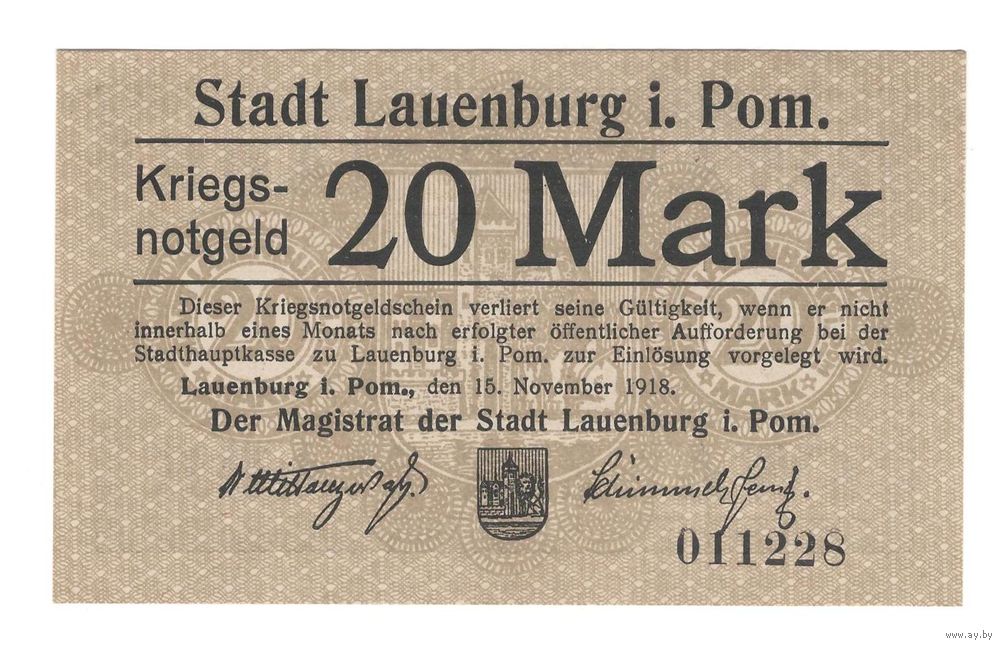 Stadt Lauenburg i. Pom.
Kriegs-
notgeld
20 Mark
Dieser Kriegsnotgeldschein verliert seine Gültigkeit, wenn er nicht
innerhalb eines Monats nach erfolgter öffentlicher Aufforderung bei der
Stadthauptkasse zu Lauenburg i. Pom. zur Einlösung vorgelegt wird.
Lauenburg i. Pom., den 15. November 1918.
Der Magistrat der Stadt Lauenburg i. Pom.
011228
20
MARK
www.ay.by